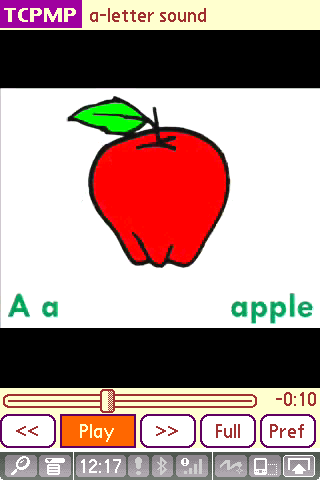 TCPMP a-letter sound
A a apple
-0:10
<< Play >> Full Pref
12:17